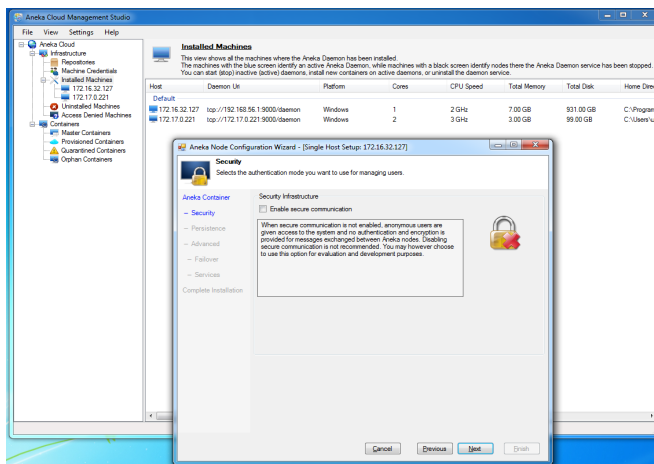 Aneka Cloud Management Studio
File View Settings Help
Aneka Cloud
Infrastructure
Repositories
Machine Credentials
Installed Machines
172.16.32.127
172.17.0.221
Uninstalled Machines
Access Denied Machines
Containers
Master Containers
Provisioned Containers
Quarantined Containers
Orphan Containers
Installed Machines
This view shows all the machines where the Aneka Daemon has been installed.
The machines with the blue screen identify an active Aneka Daemon, while machines with a black screen identify nodes there the Aneka Daemon service has been stopped.
You can start (stop) inactive (active) daemons, install new containers on active daemons, or uninstall the daemon service.
Host Daemon Uri Platform Cores CPU Speed Total Memory Total Disk Home Direc
Default
172.16.32.127 tcp://192.168.56.1:9000/daemon Windows 1 2 GHz 7.00 GB 931.00 GB C:\Program
172.17.0.221 tcp://172.17.0.221:9000/daemon Windows 2 3 GHz 3.00 GB 99.00 GB C:\Users\u
Aneka Node Configuration Wizard - [Single Host Setup: 172.16.32.127]
Security
Selects the authentication mode you want to use for managing users.
Aneka Container
– Security
– Persistence
– Advanced
– Failover
– Services
Complete Installation
Security Infrastructure
Enable secure communication
When secure communication is not enabled, anonymous users are
given access to the system and no authentication and encryption is
provided for messages exchanged between Aneka nodes. Disabling
secure communication is not recommended. You may however choose
to use this option for evaluation and development purposes.
Cancel Previous Next Finish